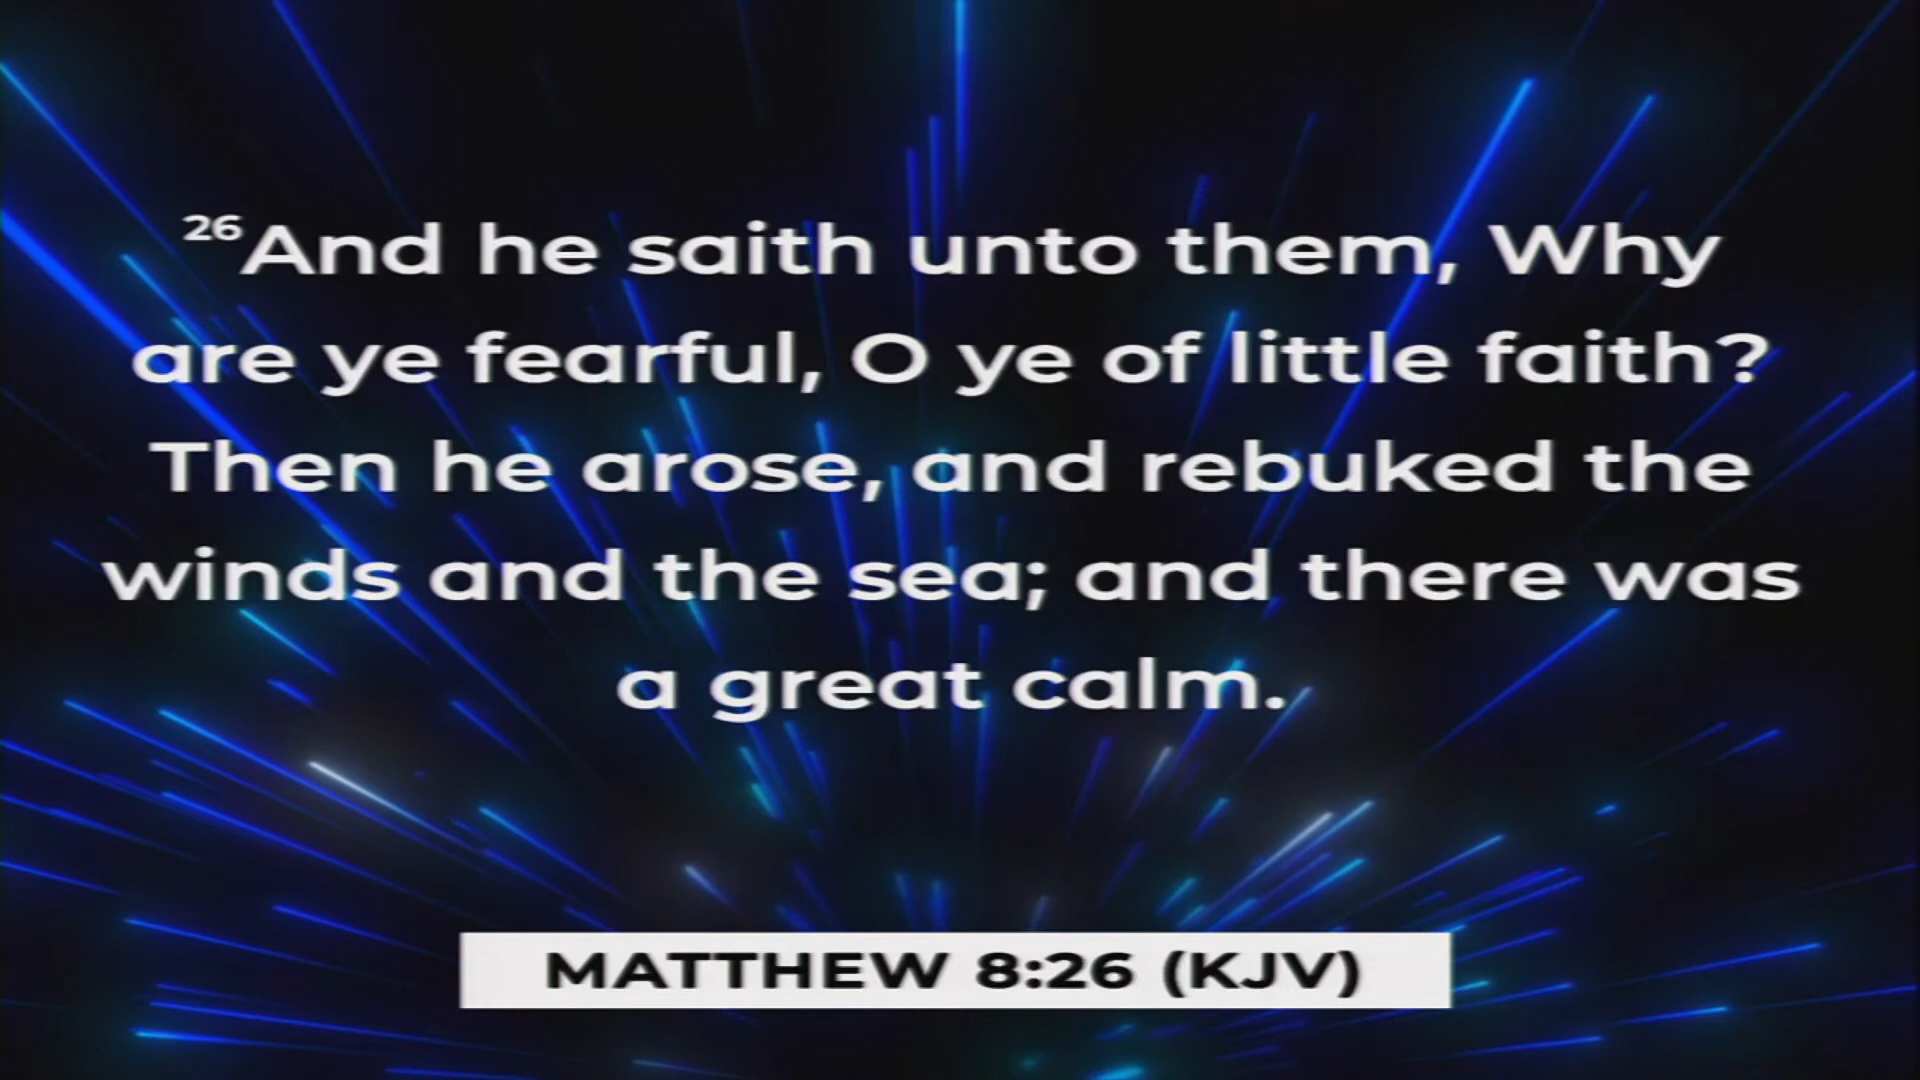 26And he saith unto them, Why
are ye fearful, O ye of little faith?
Then he arose, and rebuked the
winds and the sea; and there was
a great calm.
MATTHEW 8:26 (KJV)